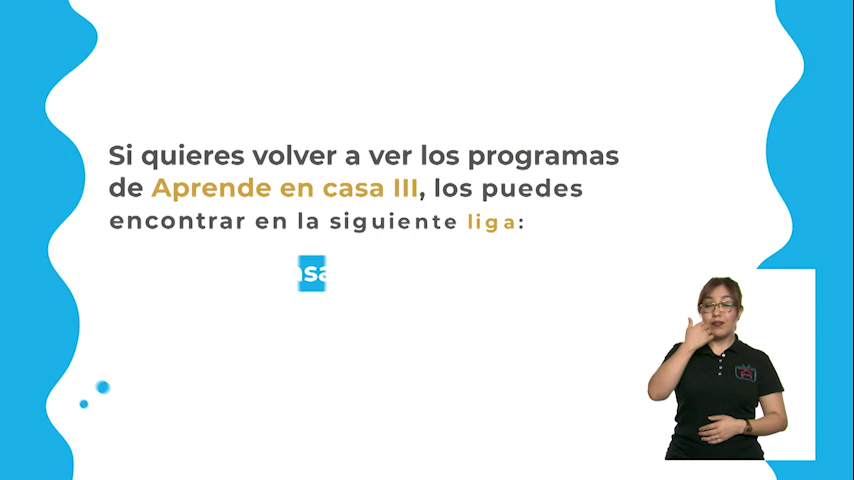 Si quieres volver a ver los programas
de Aprende en casa III, los puedes
encontrar en la siguiente liga: